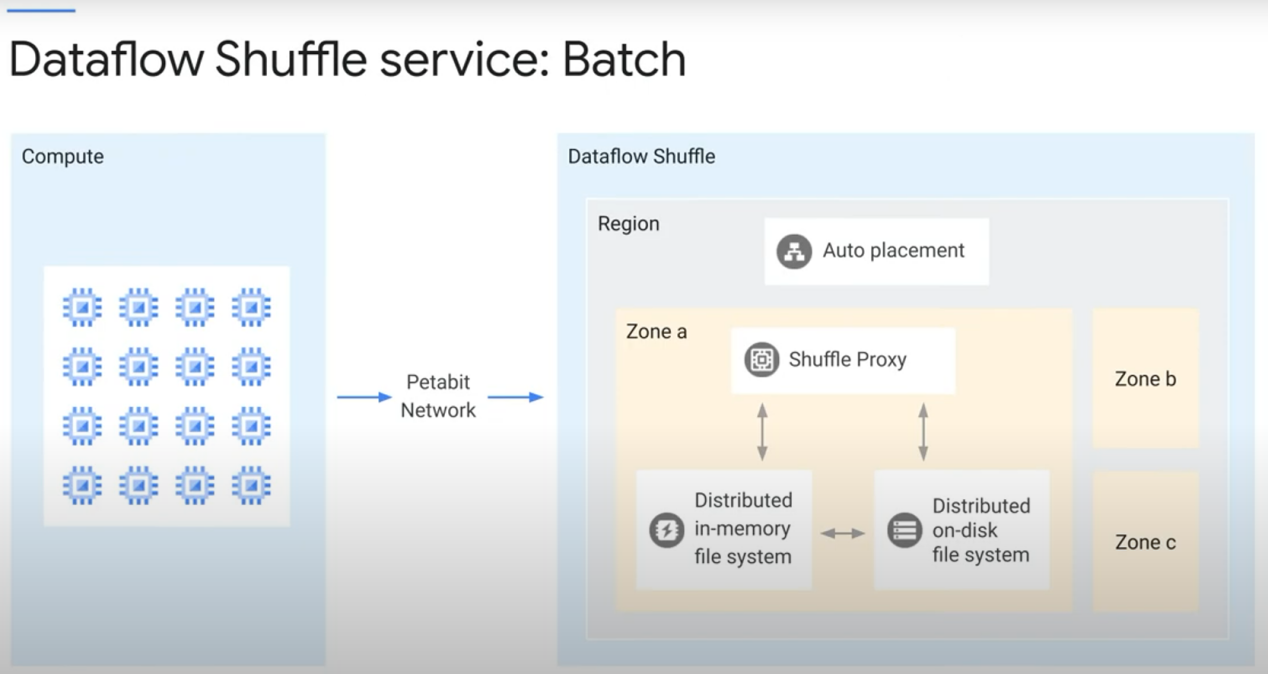 Dataflow Shuffle service: Batch
Compute
Petabit
Network
Dataflow Shuffle
Region
Auto placement
Zone a
Shuffle Proxy
Distributed
in-memory
file system
Distributed
on-disk
file system
Zone b
Zone c